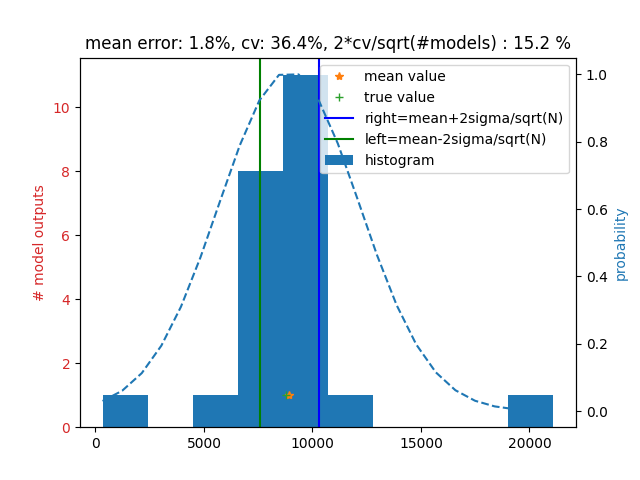 mean error: 1.8%, cv: 36.4%, 2*cv/sqrt(#models) : 15.2 %
mean value
true value
right=mean+2sigma/sqrt(N)
left=mean-2sigma/sqrt(N)
histogram
# model outputs
0
2
4
6
8
10
0
5000
10000
15000
20000
0.0
0.2
0.4
0.6
0.8
1.0
probability